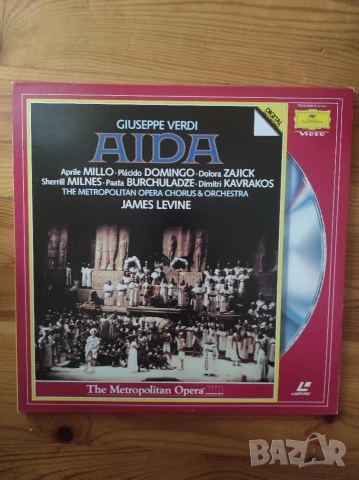 DIGITAL
VIDEO
GIUSEPPE VERDI
AIDA
Aprile MILLO · Plácido DOMINGO · Dolora ZAJICK
Sherrill MILNES · Paata BURCHULADZE · Dimitri KAVRAKOS
THE METROPOLITAN OPERA CHORUS & ORCHESTRA
JAMES LEVINE
The Metropolitan Opera
LASERDISC
BAZAR